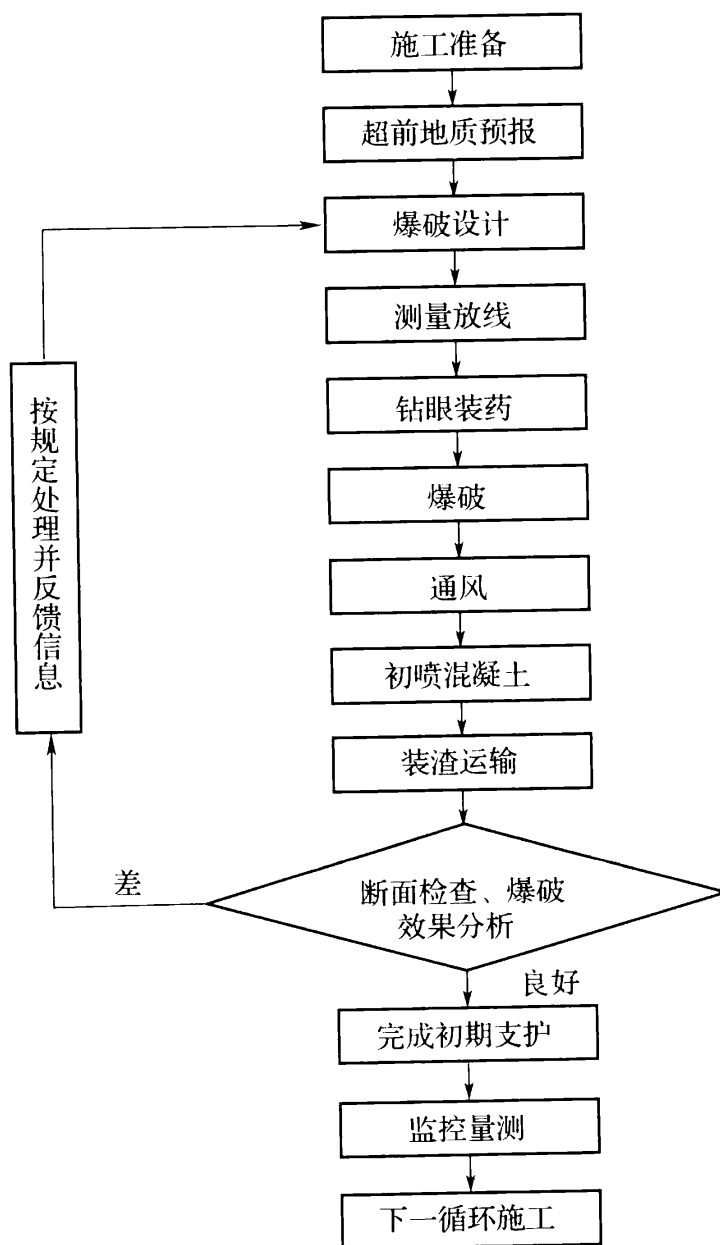 施工准备
超前地质预报
爆破设计
测量放线
钻眼装药
爆破
通风
初喷混凝土
装渣运输
断面检查、爆破
效果分析
差
按规定处理并反馈信息
良好
完成初期支护
监控量测
下一循环施工